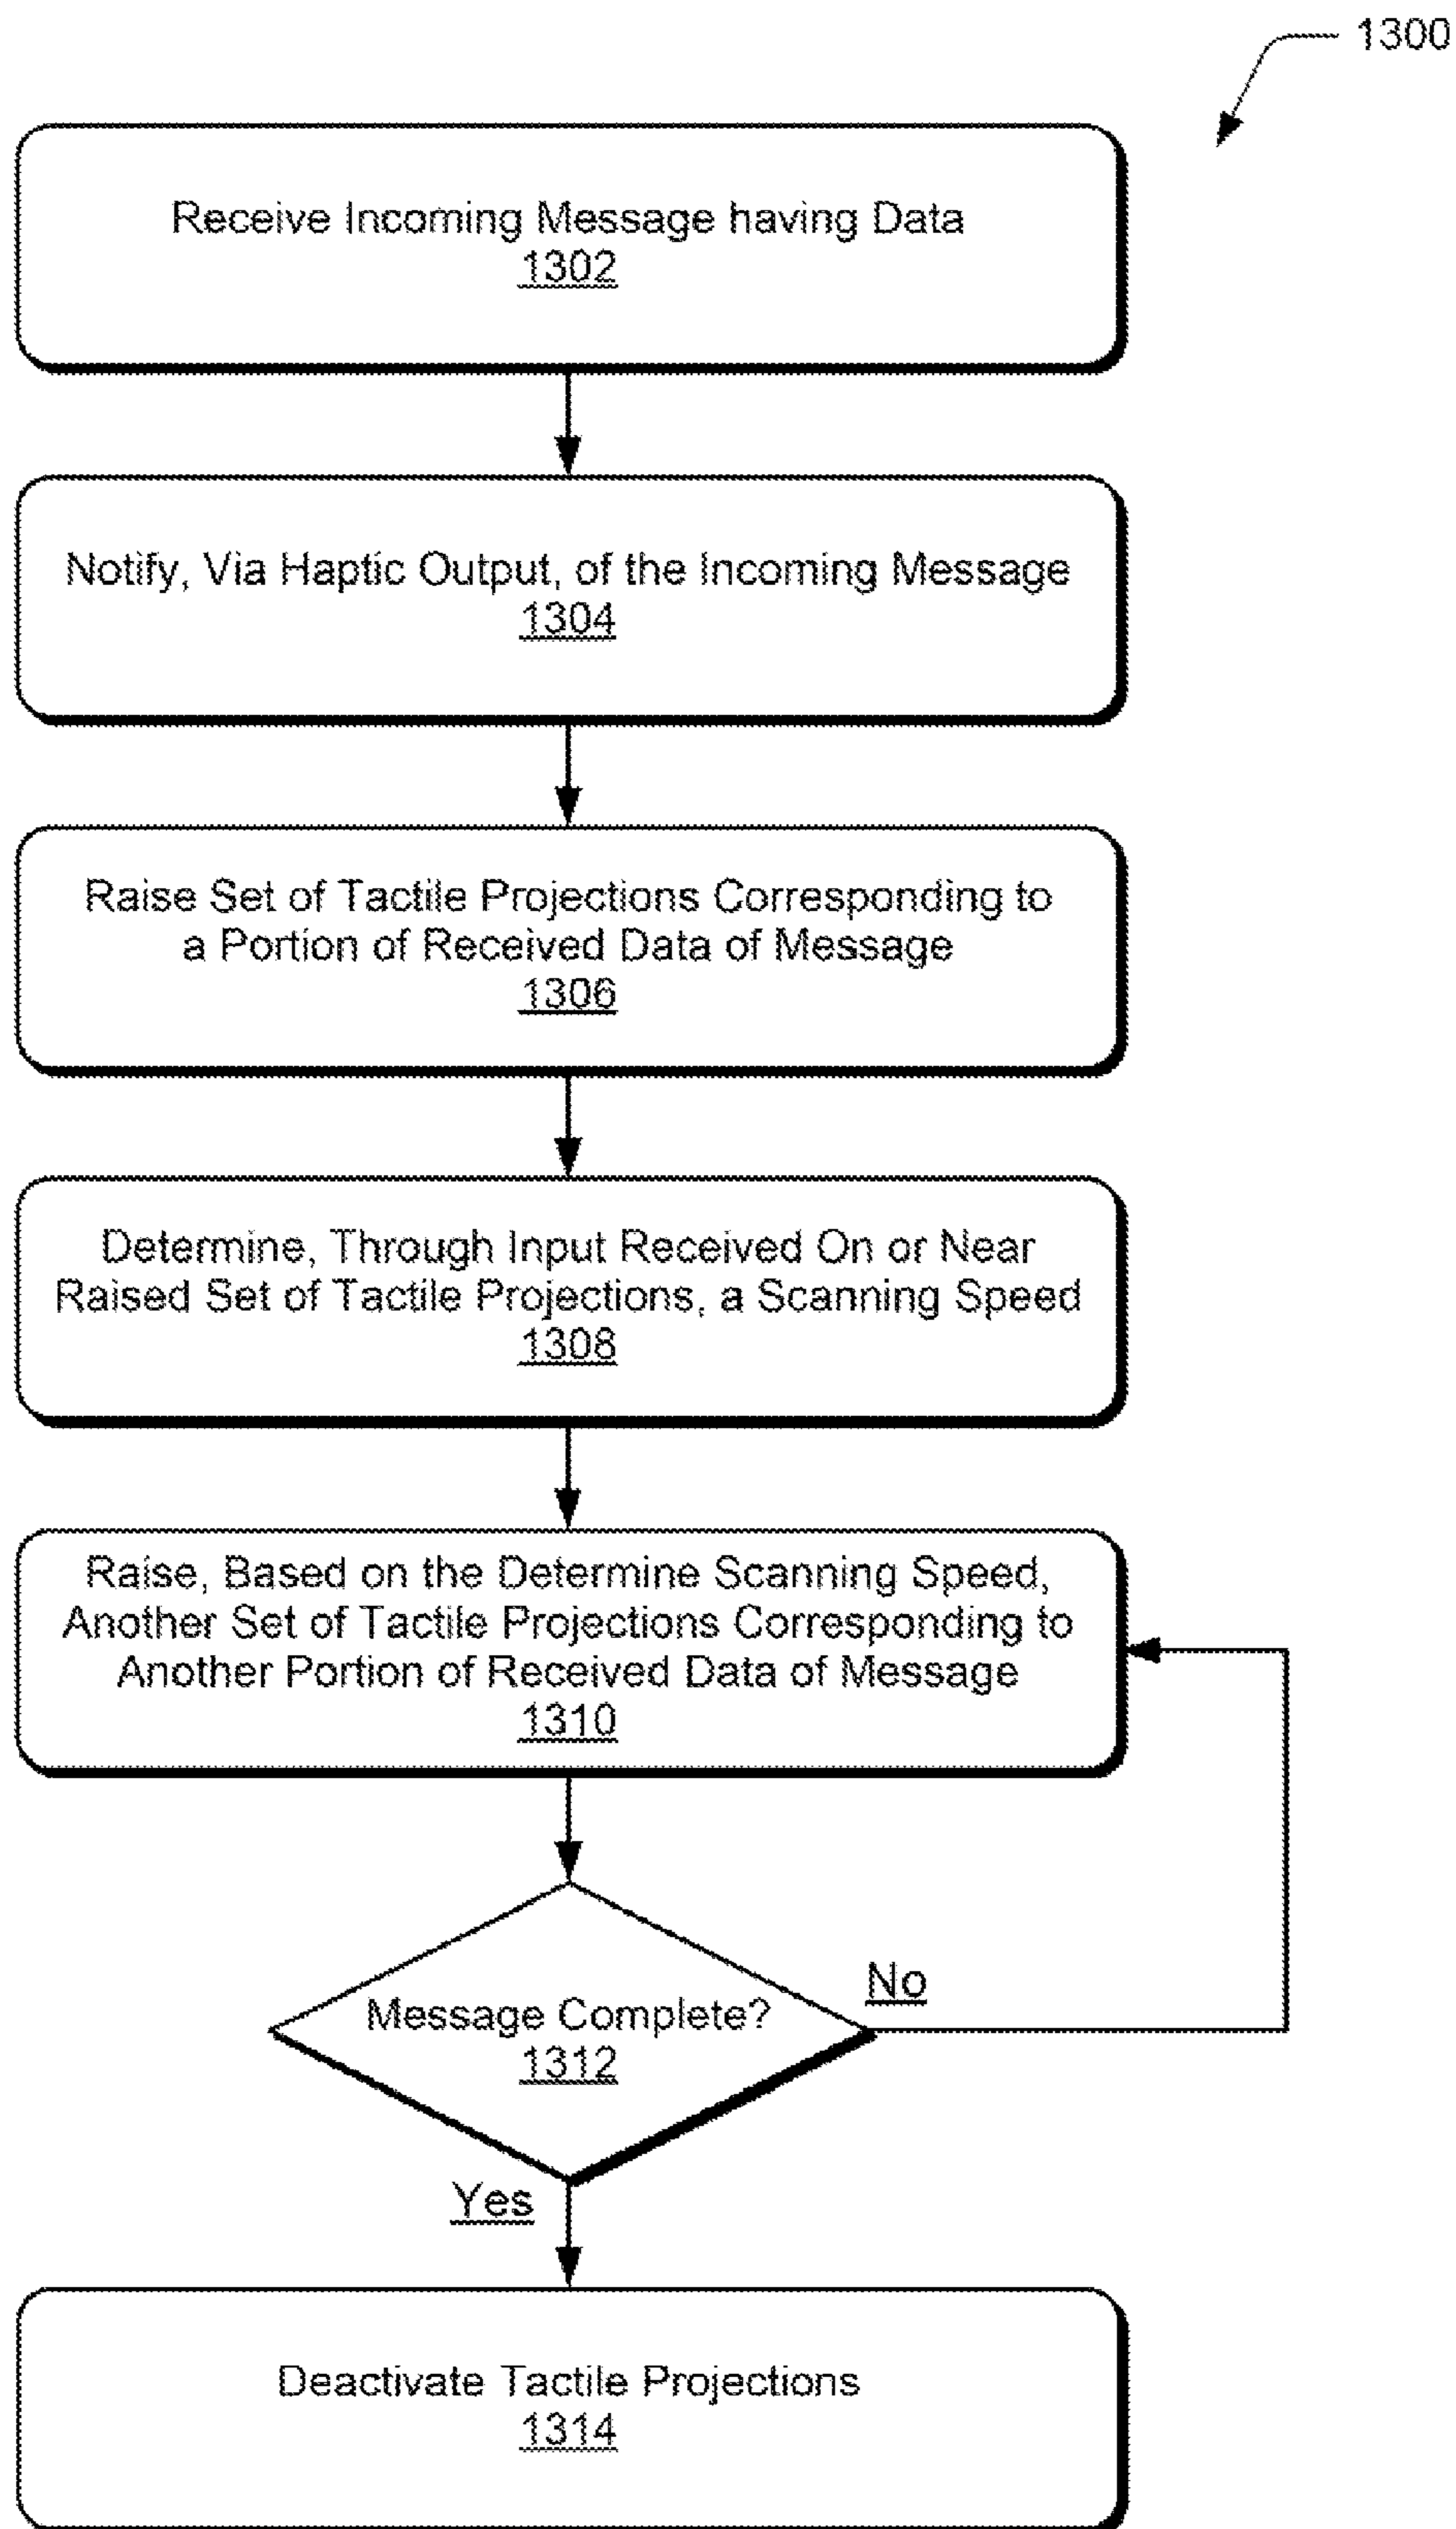 1300
Receive Incoming Message having Data
1302
Notify, Via Haptic Output, of the Incoming Message
1304
Raise Set of Tactile Projections Corresponding to
a Portion of Received Data of Message
1306
Determine, Through Input Received On or Near
Raised Set of Tactile Projections, a Scanning Speed
1308
Raise, Based on the Determine Scanning Speed,
Another Set of Tactile Projections Corresponding to
Another Portion of Received Data of Message
1310
No
Message Complete?
1312
Yes
Deactivate Tactile Projections
1314